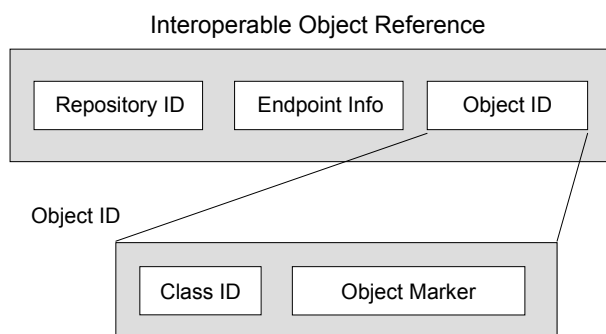 Interoperable Object Reference
Repository ID
Endpoint Info
Object ID
Object ID
Class ID
Object Marker